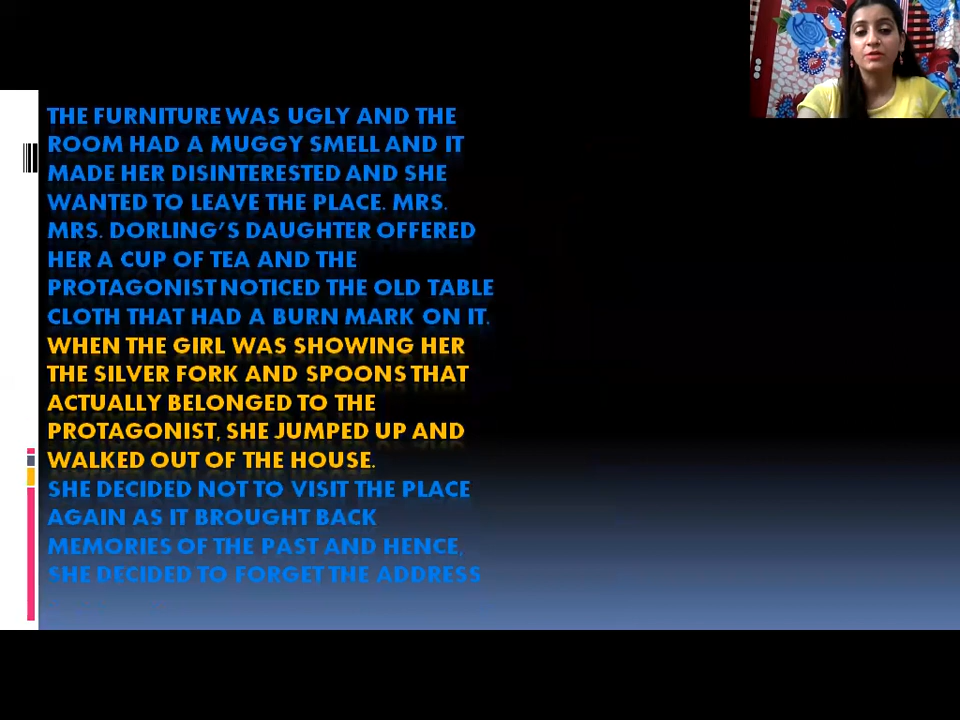 THE FURNITURE WAS UGLY AND THE
ROOM HAD A MUGGY SMELL AND IT
MADE HER DISINTERESTED AND SHE
WANTED TO LEAVE THE PLACE. MRS.
MRS. DORLING'S DAUGHTER OFFERED
HER A CUP OF TEA AND THE
PROTAGONIST NOTICED THE OLD TABLE
CLOTH THAT HAD A BURN MARK ON IT.
WHEN THE GIRL WAS SHOWING HER
THE SILVER FORK AND SPOONS THAT
ACTUALLY BELONGED TO THE
PROTAGONIST, SHE JUMPED UP AND
WALKED OUT OF THE HOUSE.
SHE DECIDED NOT TO VISIT THE PLACE
AGAIN AS IT BROUGHT BACK
MEMORIES OF THE PAST AND HENCE,
SHE DECIDED TO FORGET THE ADDRESS